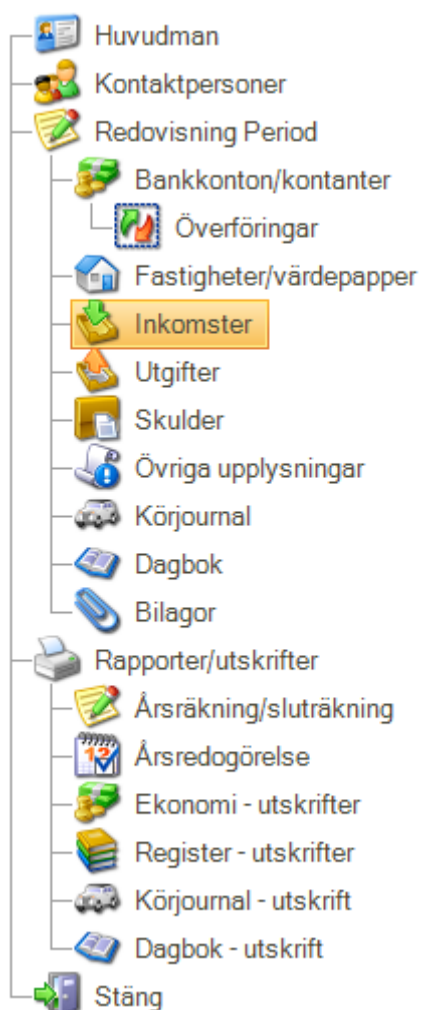 Huvudman
Kontaktpersoner
Redovisning Period
Bankkonton/kontanter
Överföringar
Fastigheter/värdepapper
Inkomster
Utgifter
Skulder
Övriga upplysningar
Körjournal
Dagbok
Bilagor
Rapporter/utskrifter
Årsräkning/sluträkning
12
Årsredogörelse
Ekonomi - utskrifter
Register - utskrifter
Körjournal - utskrift
Dagbok - utskrift
Stäng